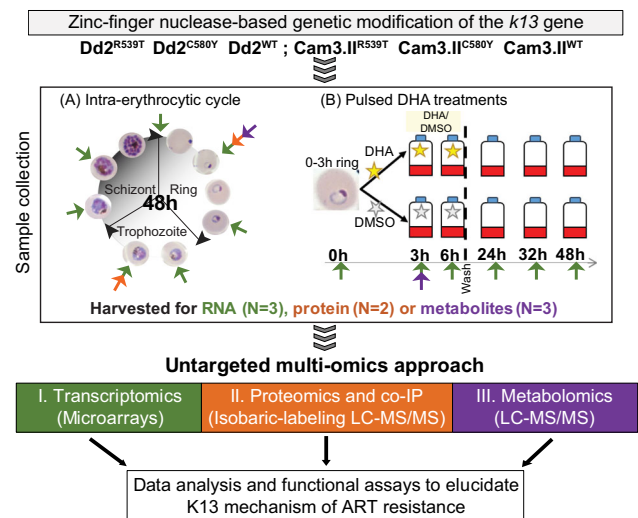 Zinc-finger nuclease-based genetic modification of the k13 gene
Dd2R539T Dd2C580Y Dd2WT ; Cam3.IIR539T Cam3.IIC580Y Cam3.IIWT
Sample collection
(A) Intra-erythrocytic cycle
Schizont
Ring
48h
Trophozoite
(B) Pulsed DHA treatments
DHA/
DMSO
0-3h ring
DHA
DMSO
0h 3h 6h 24h 32h 48h
Wash
Harvested for RNA (N=3), protein (N=2) or metabolites (N=3)
Untargeted multi-omics approach
I. Transcriptomics
(Microarrays)
II. Proteomics and co-IP
(Isobaric-labeling LC-MS/MS)
III. Metabolomics
(LC-MS/MS)
Data analysis and functional assays to elucidate
K13 mechanism of ART resistance